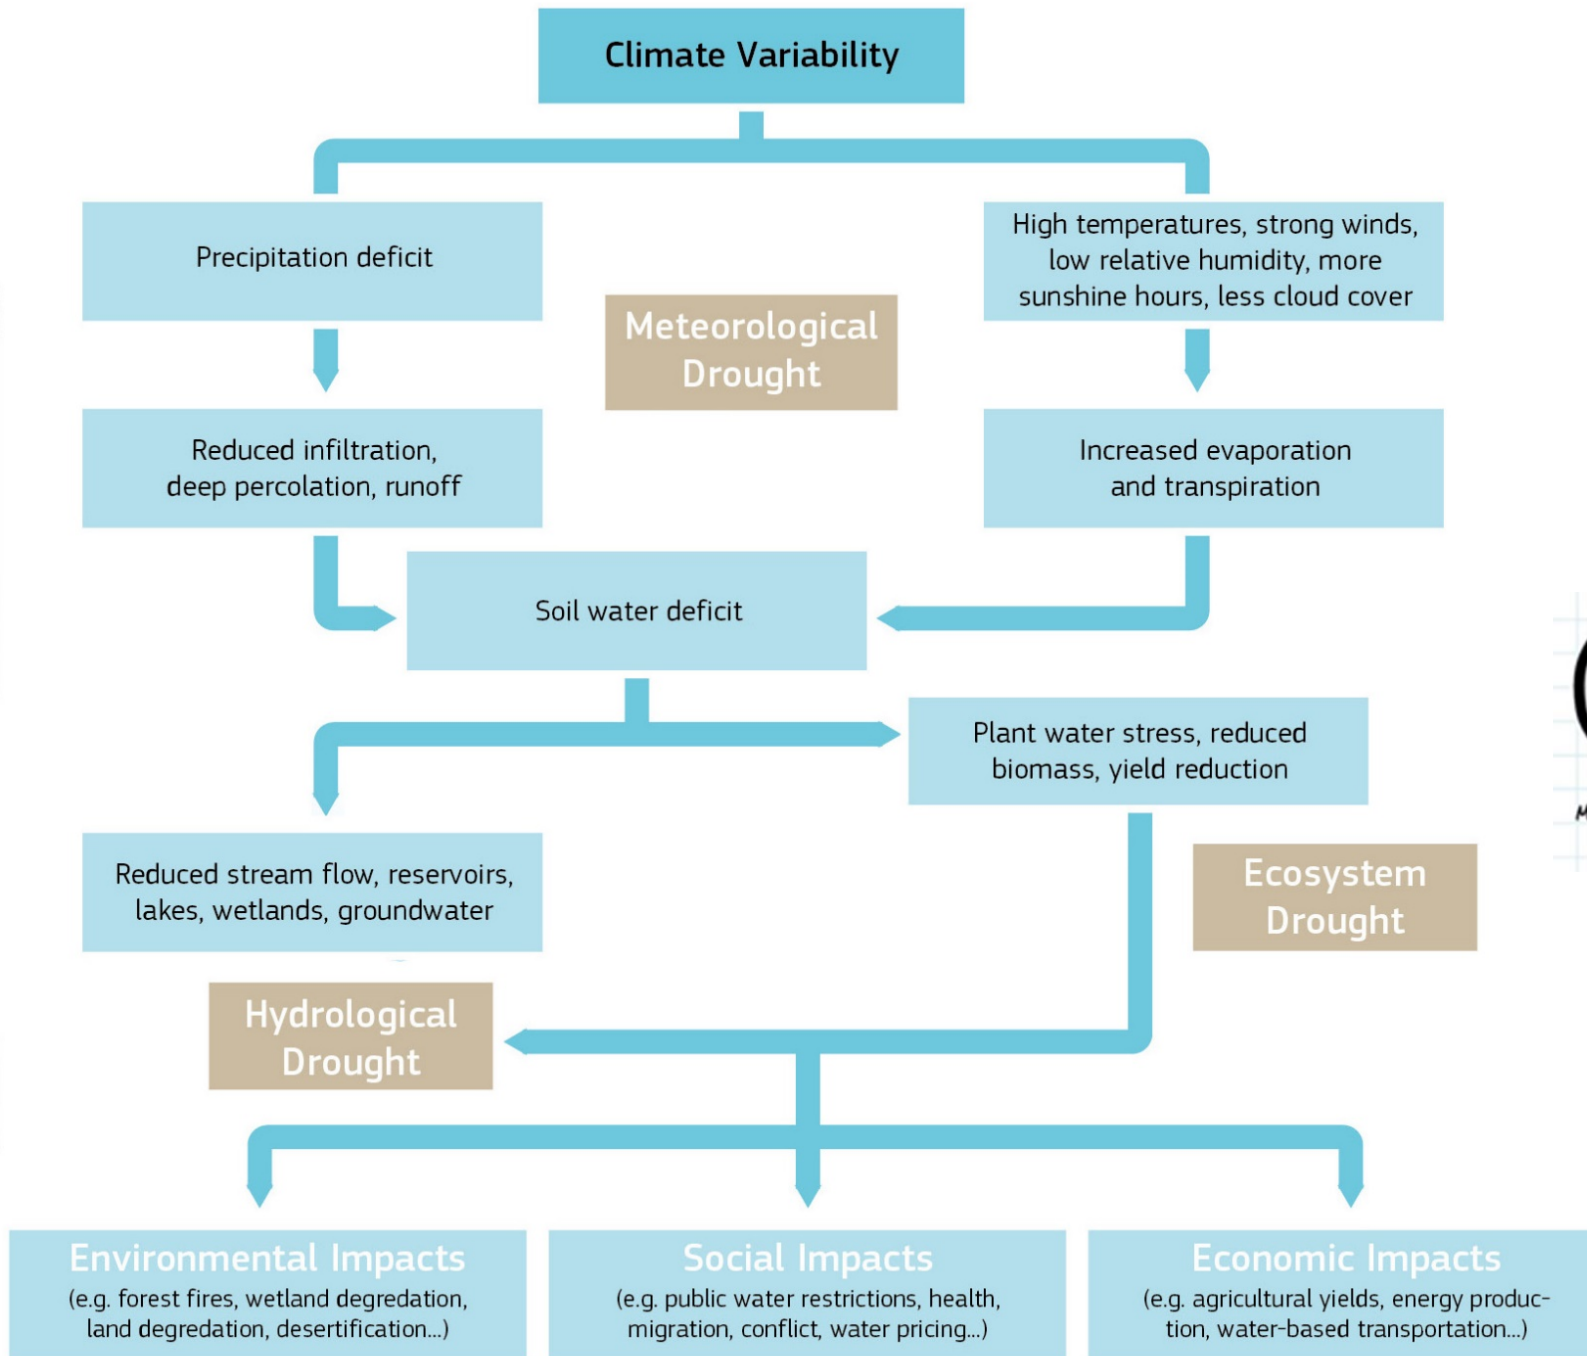 Climate Variability
Precipitation deficit
High temperatures, strong winds,
low relative humidity, more
sunshine hours, less cloud cover
Meteorological
Drought
Reduced infiltration,
deep percolation, runoff
Increased evaporation
and transpiration
Soil water deficit
Plant water stress, reduced
biomass, yield reduction
Reduced stream flow, reservoirs,
lakes, wetlands, groundwater
Ecosystem
Drought
Hydrological
Drought
Environmental Impacts
(e.g. forest fires, wetland degredation,
land degredation, desertification...)
Social Impacts
(e.g. public water restrictions, health,
migration, conflict, water pricing...)
Economic Impacts
(e.g. agricultural yields, energy produc-
tion, water-based transportation...)